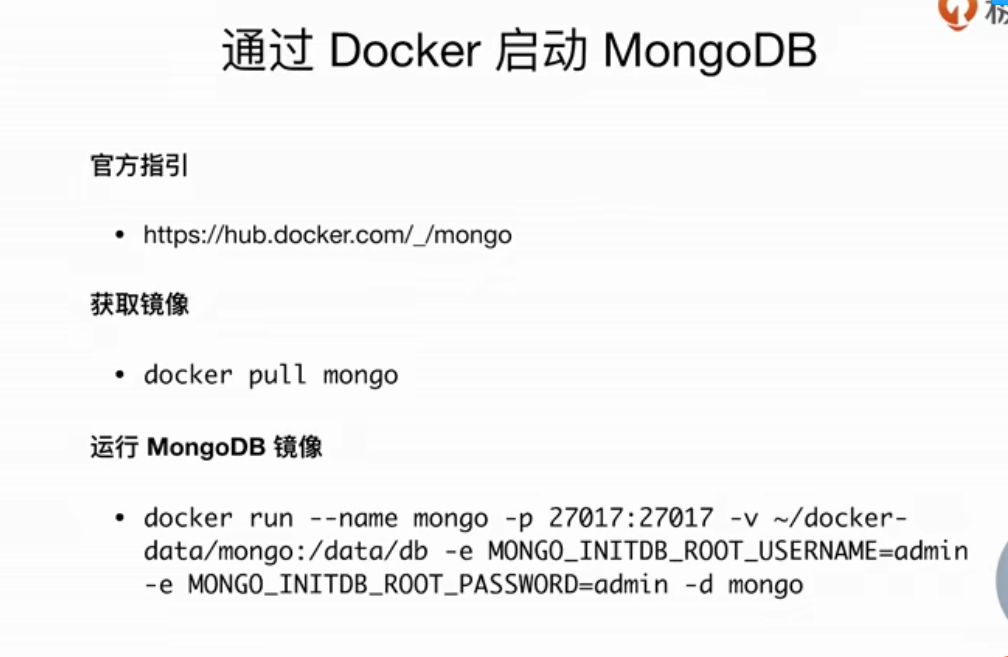 通过 Docker 启动 MongoDB
官方指引
• https://hub.docker.com/_/mongo
获取镜像
• docker pull mongo
运行 MongoDB 镜像
• docker run --name mongo -p 27017:27017 -v ~/docker-
data/mongo:/data/db -e MONGO_INITDB_ROOT_USERNAME=admin
-e MONGO_INITDB_ROOT_PASSWORD=admin -d mongo